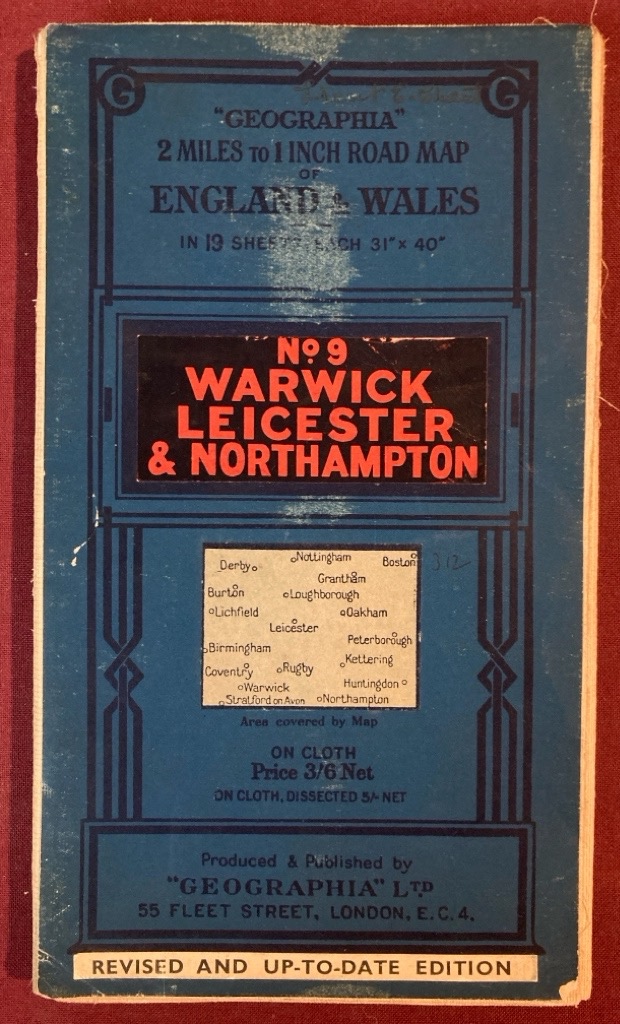 G G
"GEOGRAPHIA"
2 MILES TO 1 INCH ROAD MAP
OF
ENGLAND & WALES
IN 19 SHEETS EACH 31" x 40"
Nº 9
WARWICK
LEICESTER
& NORTHAMPTON
Nottingham
Derby
Boston
312
Grantham
Burton
Loughborough
Lichfield
Oakham
Leicester
Peterborough
Birmingham
Kettering
Coventry
Rugby
Huntingdon
Warwick
Stratford on Avon
Northampton
Area covered by Map
ON CLOTH
Price 3/6 Net
ON CLOTH, DISSECTED 5/- NET
Produced & Published by
"GEOGRAPHIA" LTD
55 FLEET STREET, LONDON, E.C.4.
REVISED AND UP-TO-DATE EDITION